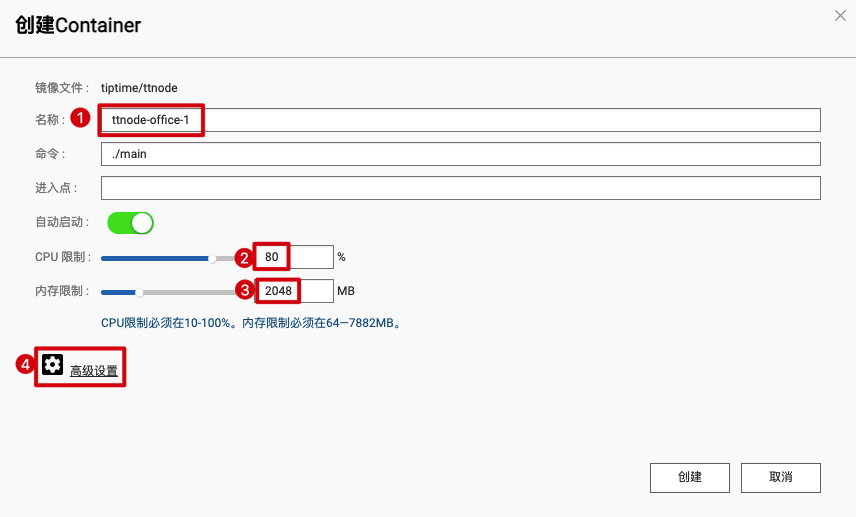 创建Container
镜像文件： tiptime/ttnode
名称： 1 ttnode-office-1
命令： ./main
进入点：
自动启动：
CPU 限制： 2 80 %
内存限制： 3 2048 MB
CPU限制必须在10-100%。内存限制必须在64—7882MB。
4 高级设置
创建 取消